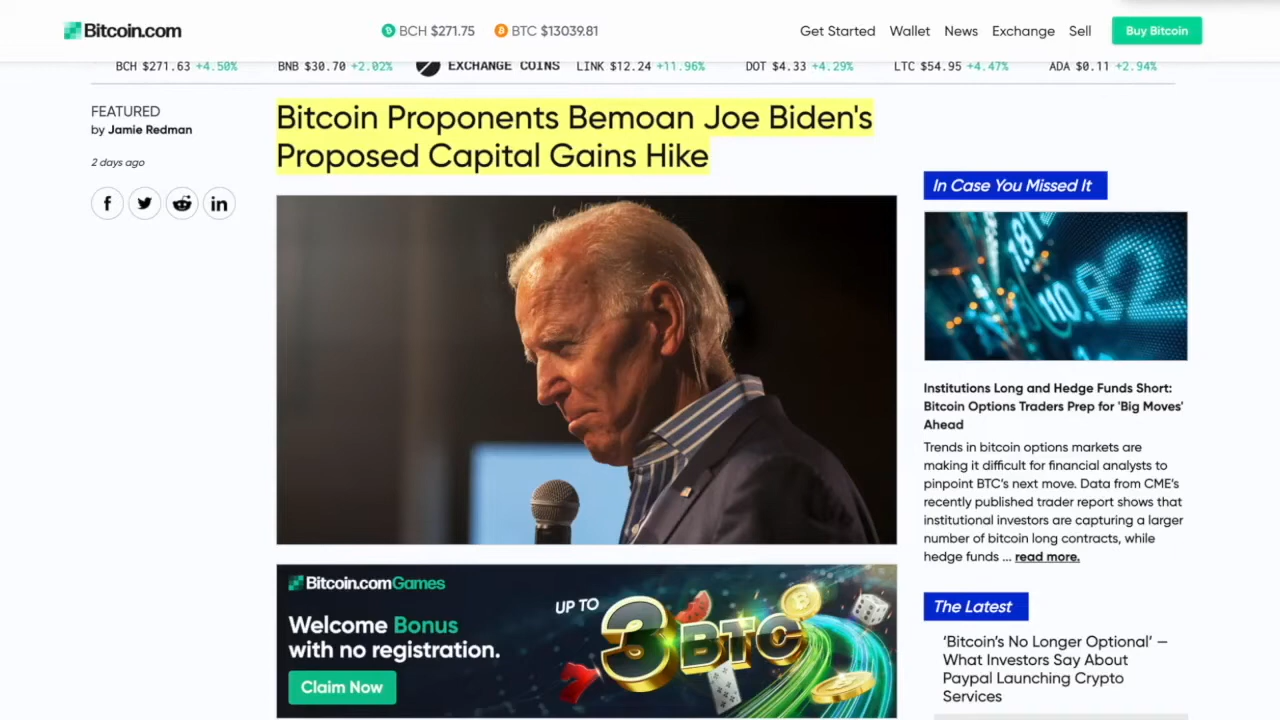 Bitcoin.com
BCH $271.75 BTC $13039.81
Get Started Wallet News Exchange Sell Buy Bitcoin
BCH $271.63 +4.50% BNB $30.70 +2.02% EXCHANGE COINS LINK $12.24 +11.96% DOT $4.33 +4.29% LTC $54.95 +4.47% ADA $0.11 +2.94%
FEATURED
by Jamie Redman
2 days ago
Bitcoin Proponents Bemoan Joe Biden's
Proposed Capital Gains Hike
Bitcoin.comGames
Welcome Bonus
with no registration.
Claim Now
UP TO
3 BTC
In Case You Missed It
1.81
110.82
Institutions Long and Hedge Funds Short:
Bitcoin Options Traders Prep for 'Big Moves'
Ahead
Trends in bitcoin options markets are
making it difficult for financial analysts to
pinpoint BTC's next move. Data from CME's
recently published trader report shows that
institutional investors are capturing a larger
number of bitcoin long contracts, while
hedge funds ... read more.
The Latest
‘Bitcoin’s No Longer Optional’ —
What Investors Say About
Paypal Launching Crypto
Services